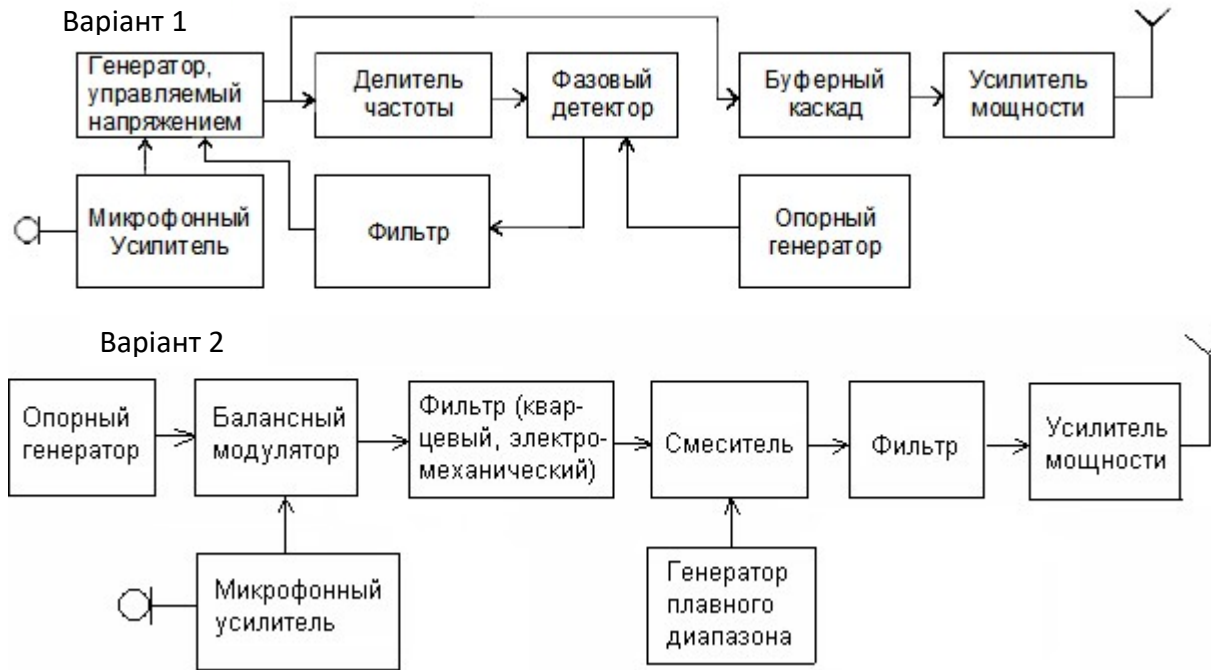 Варіант 1
Генератор,
управляемый
напряжением
Делитель
частоты
Фазовый
детектор
Буферный
каскад
Усилитель
мощности
Микрофонный
Усилитель
Фильтр
Опорный
генератор
Варіант 2
Опорный
генератор
Балансный
модулятор
Фильтр (квар-
цевый, электро-
механический)
Смеситель
Фильтр
Усилитель
мощности
Микрофонный
усилитель
Генератор
плавного
диапазона